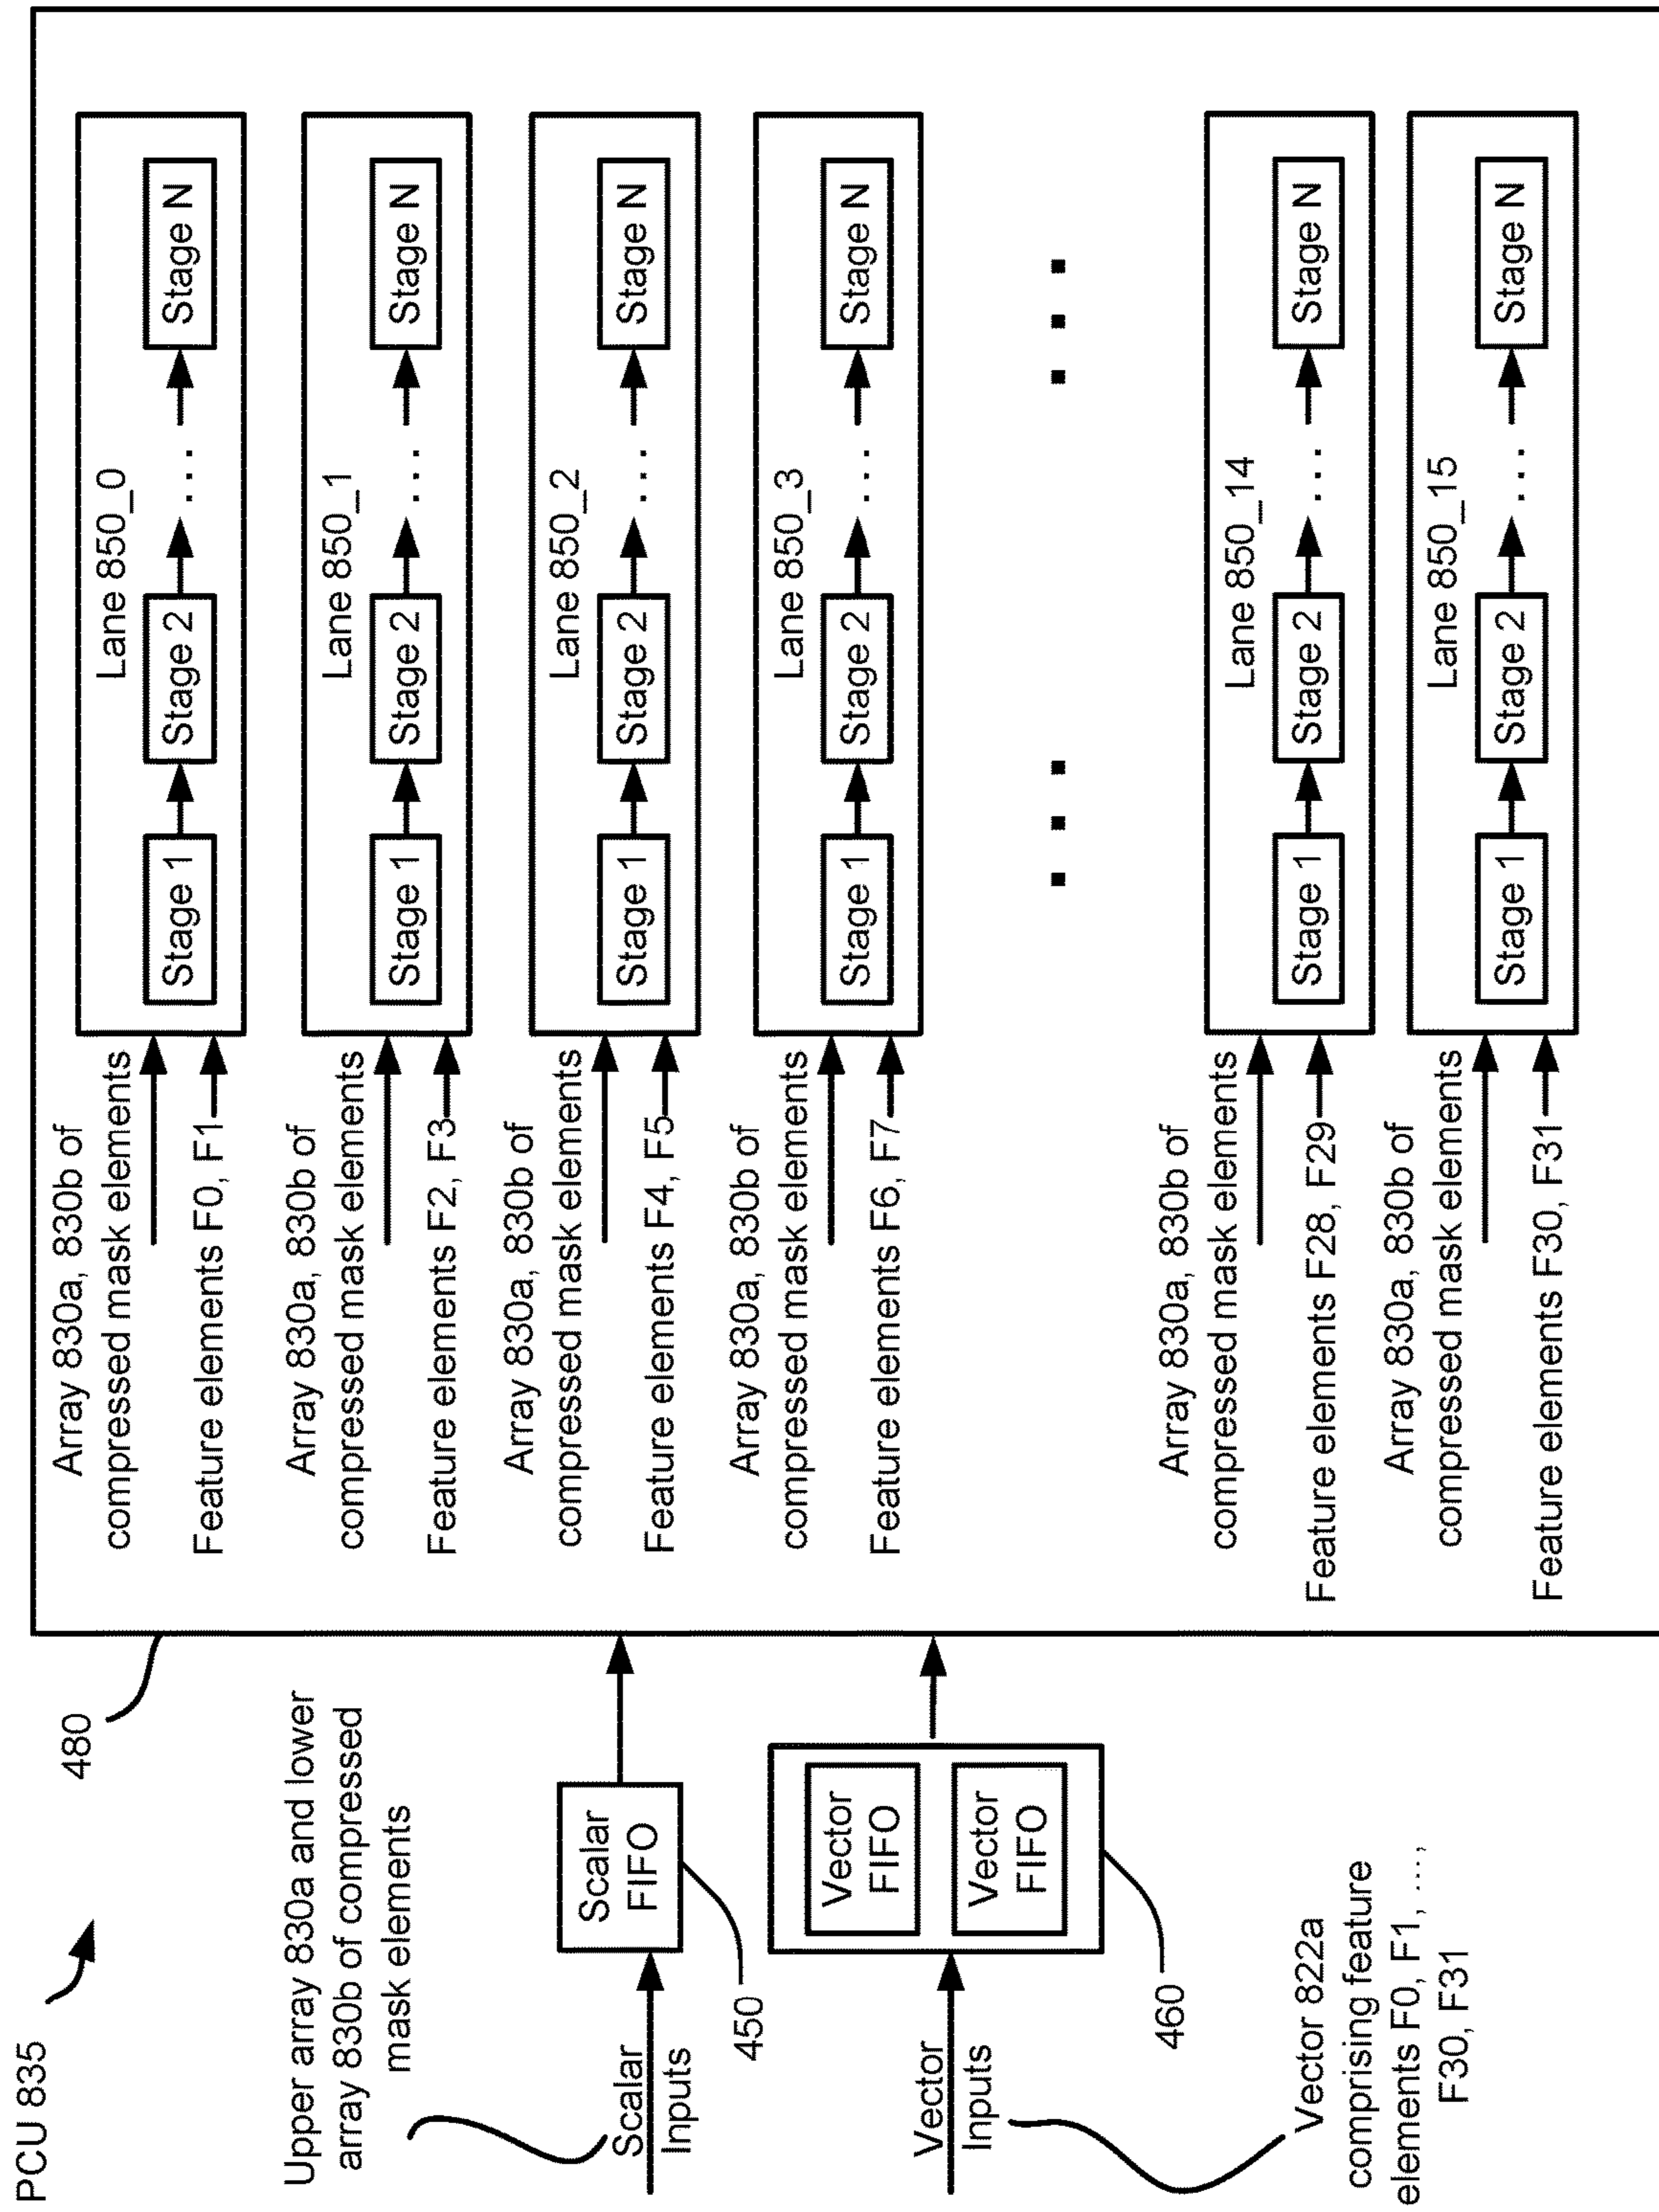 PCU 835
480
Upper array 830a and lower
array 830b of compressed
mask elements
Scalar
Inputs
Scalar
FIFO
450
Vector
Inputs
Vector
FIFO
Vector
FIFO
460
Vector 822a
comprising feature
elements F0, F1, ....,
F30, F31
Array 830a, 830b of
compressed mask elements
Feature elements F0, F1
Lane 850_0
Stage 1
Stage 2
...
Stage N
Array 830a, 830b of
compressed mask elements
Feature elements F2, F3
Lane 850_1
Stage 1
Stage 2
...
Stage N
Array 830a, 830b of
compressed mask elements
Feature elements F4, F5
Lane 850_2
Stage 1
Stage 2
...
Stage N
Array 830a, 830b of
compressed mask elements
Feature elements F6, F7
Lane 850_3
Stage 1
Stage 2
...
Stage N
Array 830a, 830b of
compressed mask elements
Feature elements F28, F29
Lane 850_14
Stage 1
Stage 2
...
Stage N
Array 830a, 830b of
compressed mask elements
Feature elements F30, F31
Lane 850_15
Stage 1
Stage 2
...
Stage N